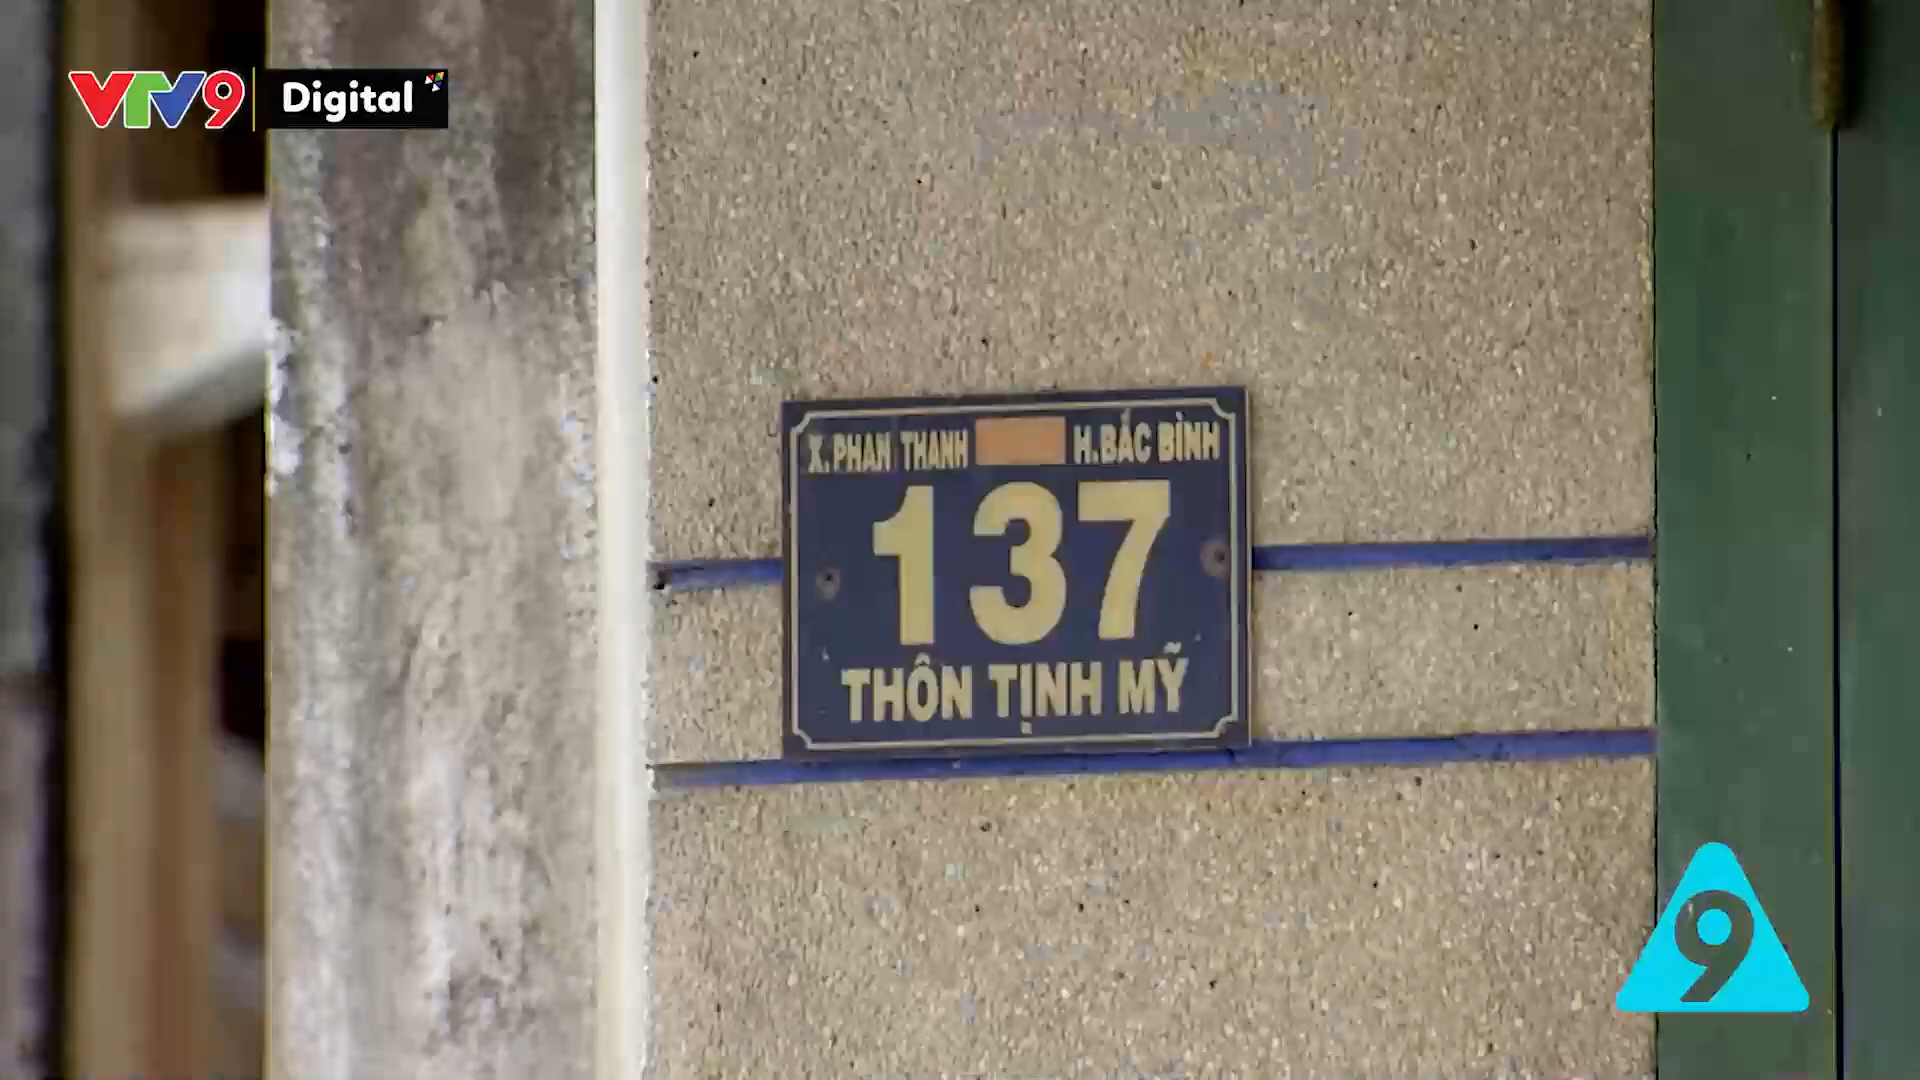 VTV9 Digital
X. PHAN THANH H.BẮC BÌNH
137
THÔN TỊNH MỸ
9